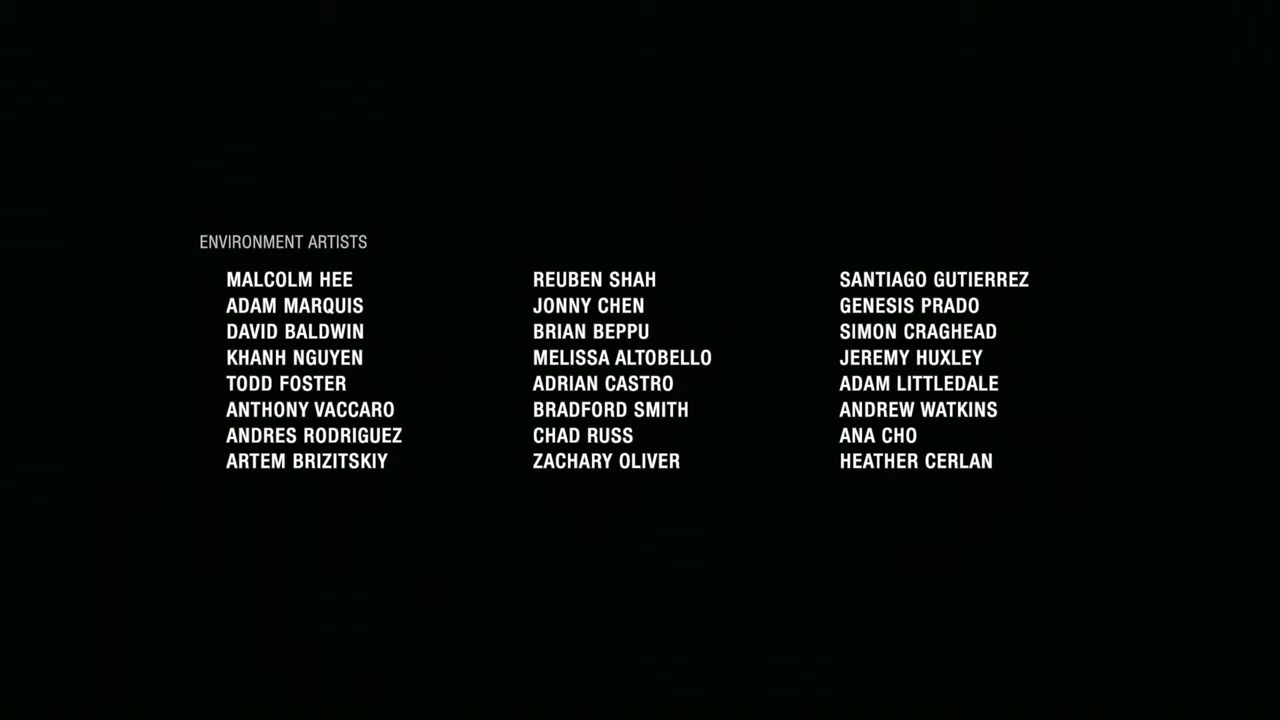 ENVIRONMENT ARTISTS
MALCOLM HEE
ADAM MARQUIS
DAVID BALDWIN
KHANH NGUYEN
TODD FOSTER
ANTHONY VACCARO
ANDRES RODRIGUEZ
ARTEM BRIZITSKIY
REUBEN SHAH
JONNY CHEN
BRIAN BEPPU
MELISSA ALTOBELLO
ADRIAN CASTRO
BRADFORD SMITH
CHAD RUSS
ZACHARY OLIVER
SANTIAGO GUTIERREZ
GENESIS PRADO
SIMON CRAGHEAD
JEREMY HUXLEY
ADAM LITTLEDALE
ANDREW WATKINS
ANA CHO
HEATHER CERLAN